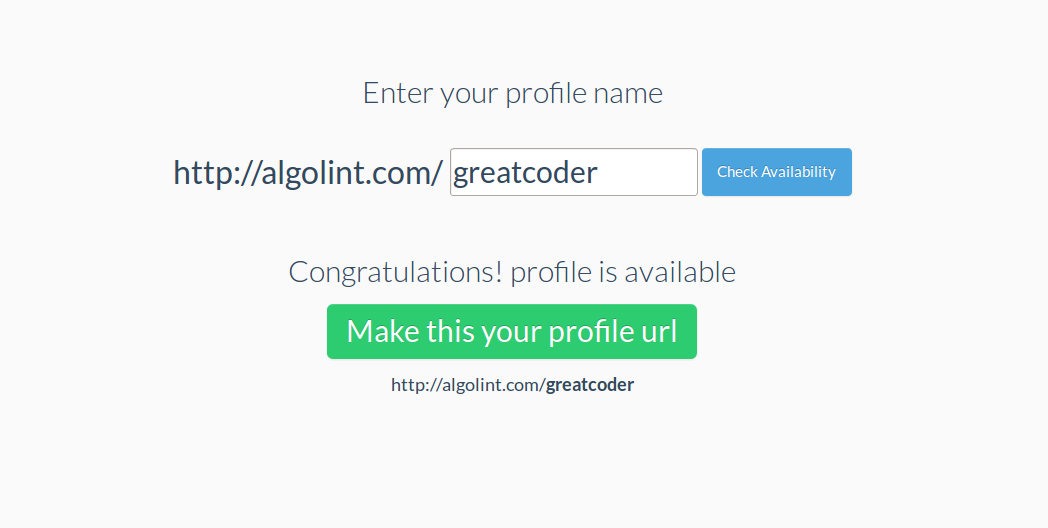 Enter your profile name
http://algolint.com/ greatcoder Check Availability
Congratulations! profile is available
Make this your profile url
http://algolint.com/greatcoder